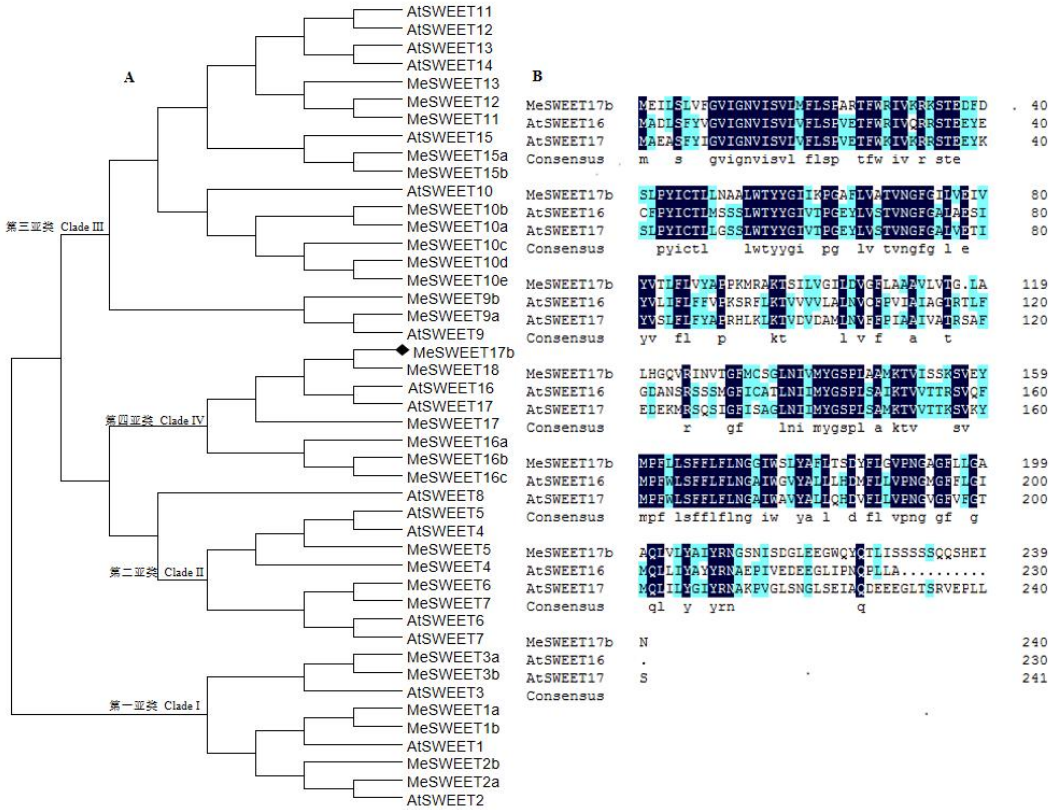 A
AtSWEET11
AtSWEET12
AtSWEET13
AtSWEET14
MeSWEET13
MeSWEET12
MeSWEET11
AtSWEET15
MeSWEET15a
MeSWEET15b
AtSWEET10
MeSWEET10b
MeSWEET10a
MeSWEET10c
MeSWEET10d
MeSWEET10e
MeSWEET9b
MeSWEET9a
AtSWEET9
MeSWEET17b
MeSWEET18
AtSWEET16
AtSWEET17
MeSWEET17
MeSWEET16a
MeSWEET16b
MeSWEET16c
AtSWEET8
AtSWEET5
AtSWEET4
MeSWEET5
MeSWEET4
MeSWEET6
MeSWEET7
AtSWEET6
AtSWEET7
MeSWEET3a
MeSWEET3b
AtSWEET3
MeSWEET1a
MeSWEET1b
AtSWEET1
MeSWEET2b
MeSWEET2a
AtSWEET2
第三亚类 Clade III
第四亚类 Clade IV
第二亚类 Clade II
第一亚类 Clade I
B
MeSWEET17b MEILSLVFGVIGNVISVLMFLSPARTFWRIVKRKSTEDFD 40
AtSWEET16 MADLSFYVGVIGNVISVLVFLSPVETFWRIVQRRSTEEYE 40
AtSWEET17 MAEASFYIGVIGNVISVLVFLSPVETFWKIVKRRSTEEYK 40
Consensus m s gvignvisvl flsp tfw iv r ste
MeSWEET17b SLPYICTLLNAALWTYYGIIKPGAFLVATVNGFGILVEIV 80
AtSWEET16 CFPYICTLMSSSLWTYYGIVTPGEYLVSTVNGFGALAESI 80
AtSWEET17 SLPYICTLLGSSLWTYYGIVTPGEYLVSTVNGFGALVETI 80
Consensus pyictl lwtyygi pg lv tvngfg l e
MeSWEET17b YVTLFLVYAPPKMRAKTSILVGILDVGFLAAAVLVTG.LA 119
AtSWEET16 YVLIFLFFVPKSRFLKTVVVVLALNVCFPVIAIAGTRTLF 120
AtSWEET17 YVSLFLFYAPRHLKLKTVDVDAMLNVFFPIAAIVATRSAF 120
Consensus yv fl p kt l v f a t
MeSWEET17b LHGQVRINVTGFMCSGLNIVMYGSPLAAMKTVISSKSVEY 159
AtSWEET16 GDANSRSSSMGFICATLNIIMYGSPLSAIKTVVTTRSVQF 160
AtSWEET17 EDEKMRSQSIGFISAGLNIIMYGSPLSAMKTVVTTKSVKY 160
Consensus r gf lni mygspl a ktv sv
MeSWEET17b MPFLLSFFLFLNGGIWSLYAFLTSDYFLGVPNGAGFLLGA 199
AtSWEET16 MPFWLSFFLFLNGAIWGVYALLLHDMFLLVPNGMGFFLGI 200
AtSWEET17 MPFWLSFFLFLNGAIWAVYALLQHDVFLLVPNGVGFVFGT 200
Consensus mpf lsfflflng iw ya l d fl vpng gf g
MeSWEET17b AQLVLYAIYRNGSNISDGLEEGWQYQTLISSSSSQQSHEI 239
AtSWEET16 MQLLIYAYYRNAEPIVEDEEGLIPNQPLLA.......... 230
AtSWEET17 MQLILYGIYRNAKPVGLSNGLSEIAQDEEEGLTSRVEPLL 240
Consensus ql y yrn q
MeSWEET17b N 240
AtSWEET16 . 230
AtSWEET17 S 241
Consensus